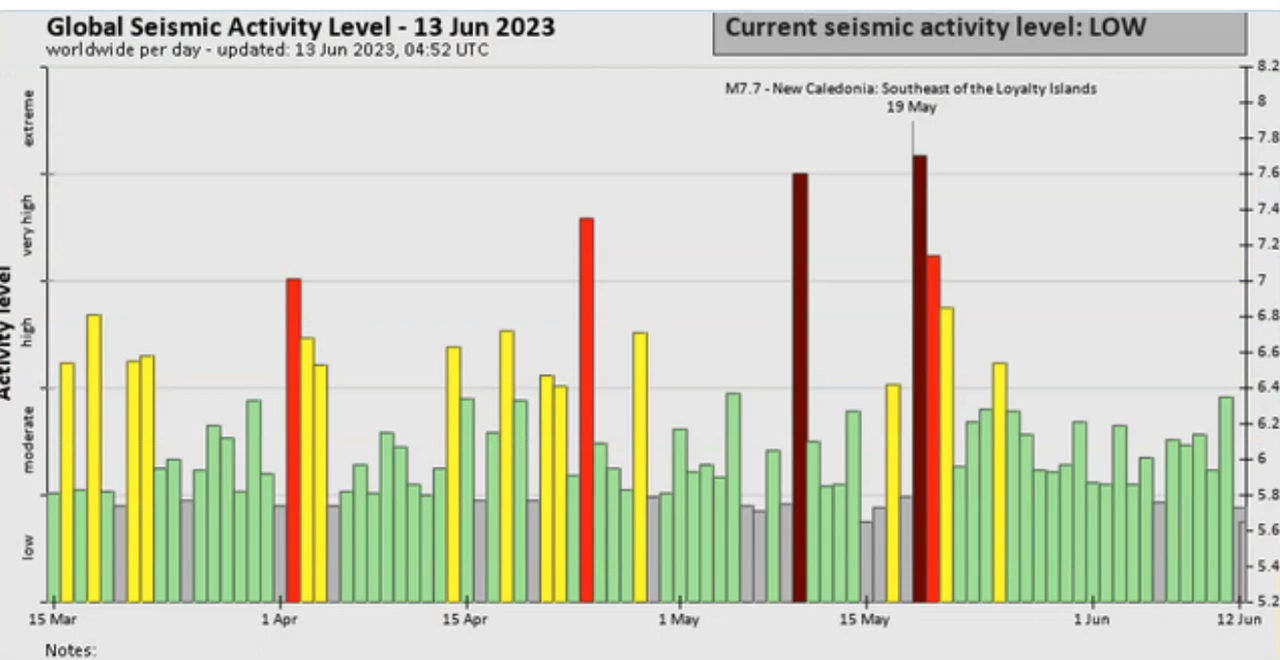 Global Seismic Activity Level - 13 Jun 2023
worldwide per day - updated: 13 Jun 2023, 04:52 UTC
Current seismic activity level: LOW
M7.7 - New Caledonia: Southeast of the Loyalty Islands
19 May
Activity level
extreme
very high
high
moderate
low
8.2
8
7.8
7.6
7.4
7.2
7
6.8
6.6
6.4
6.2
6
5.8
5.6
5.4
5.2
15 Mar
1 Apr
15 Apr
1 May
15 May
1 Jun
12 Jun
Notes: